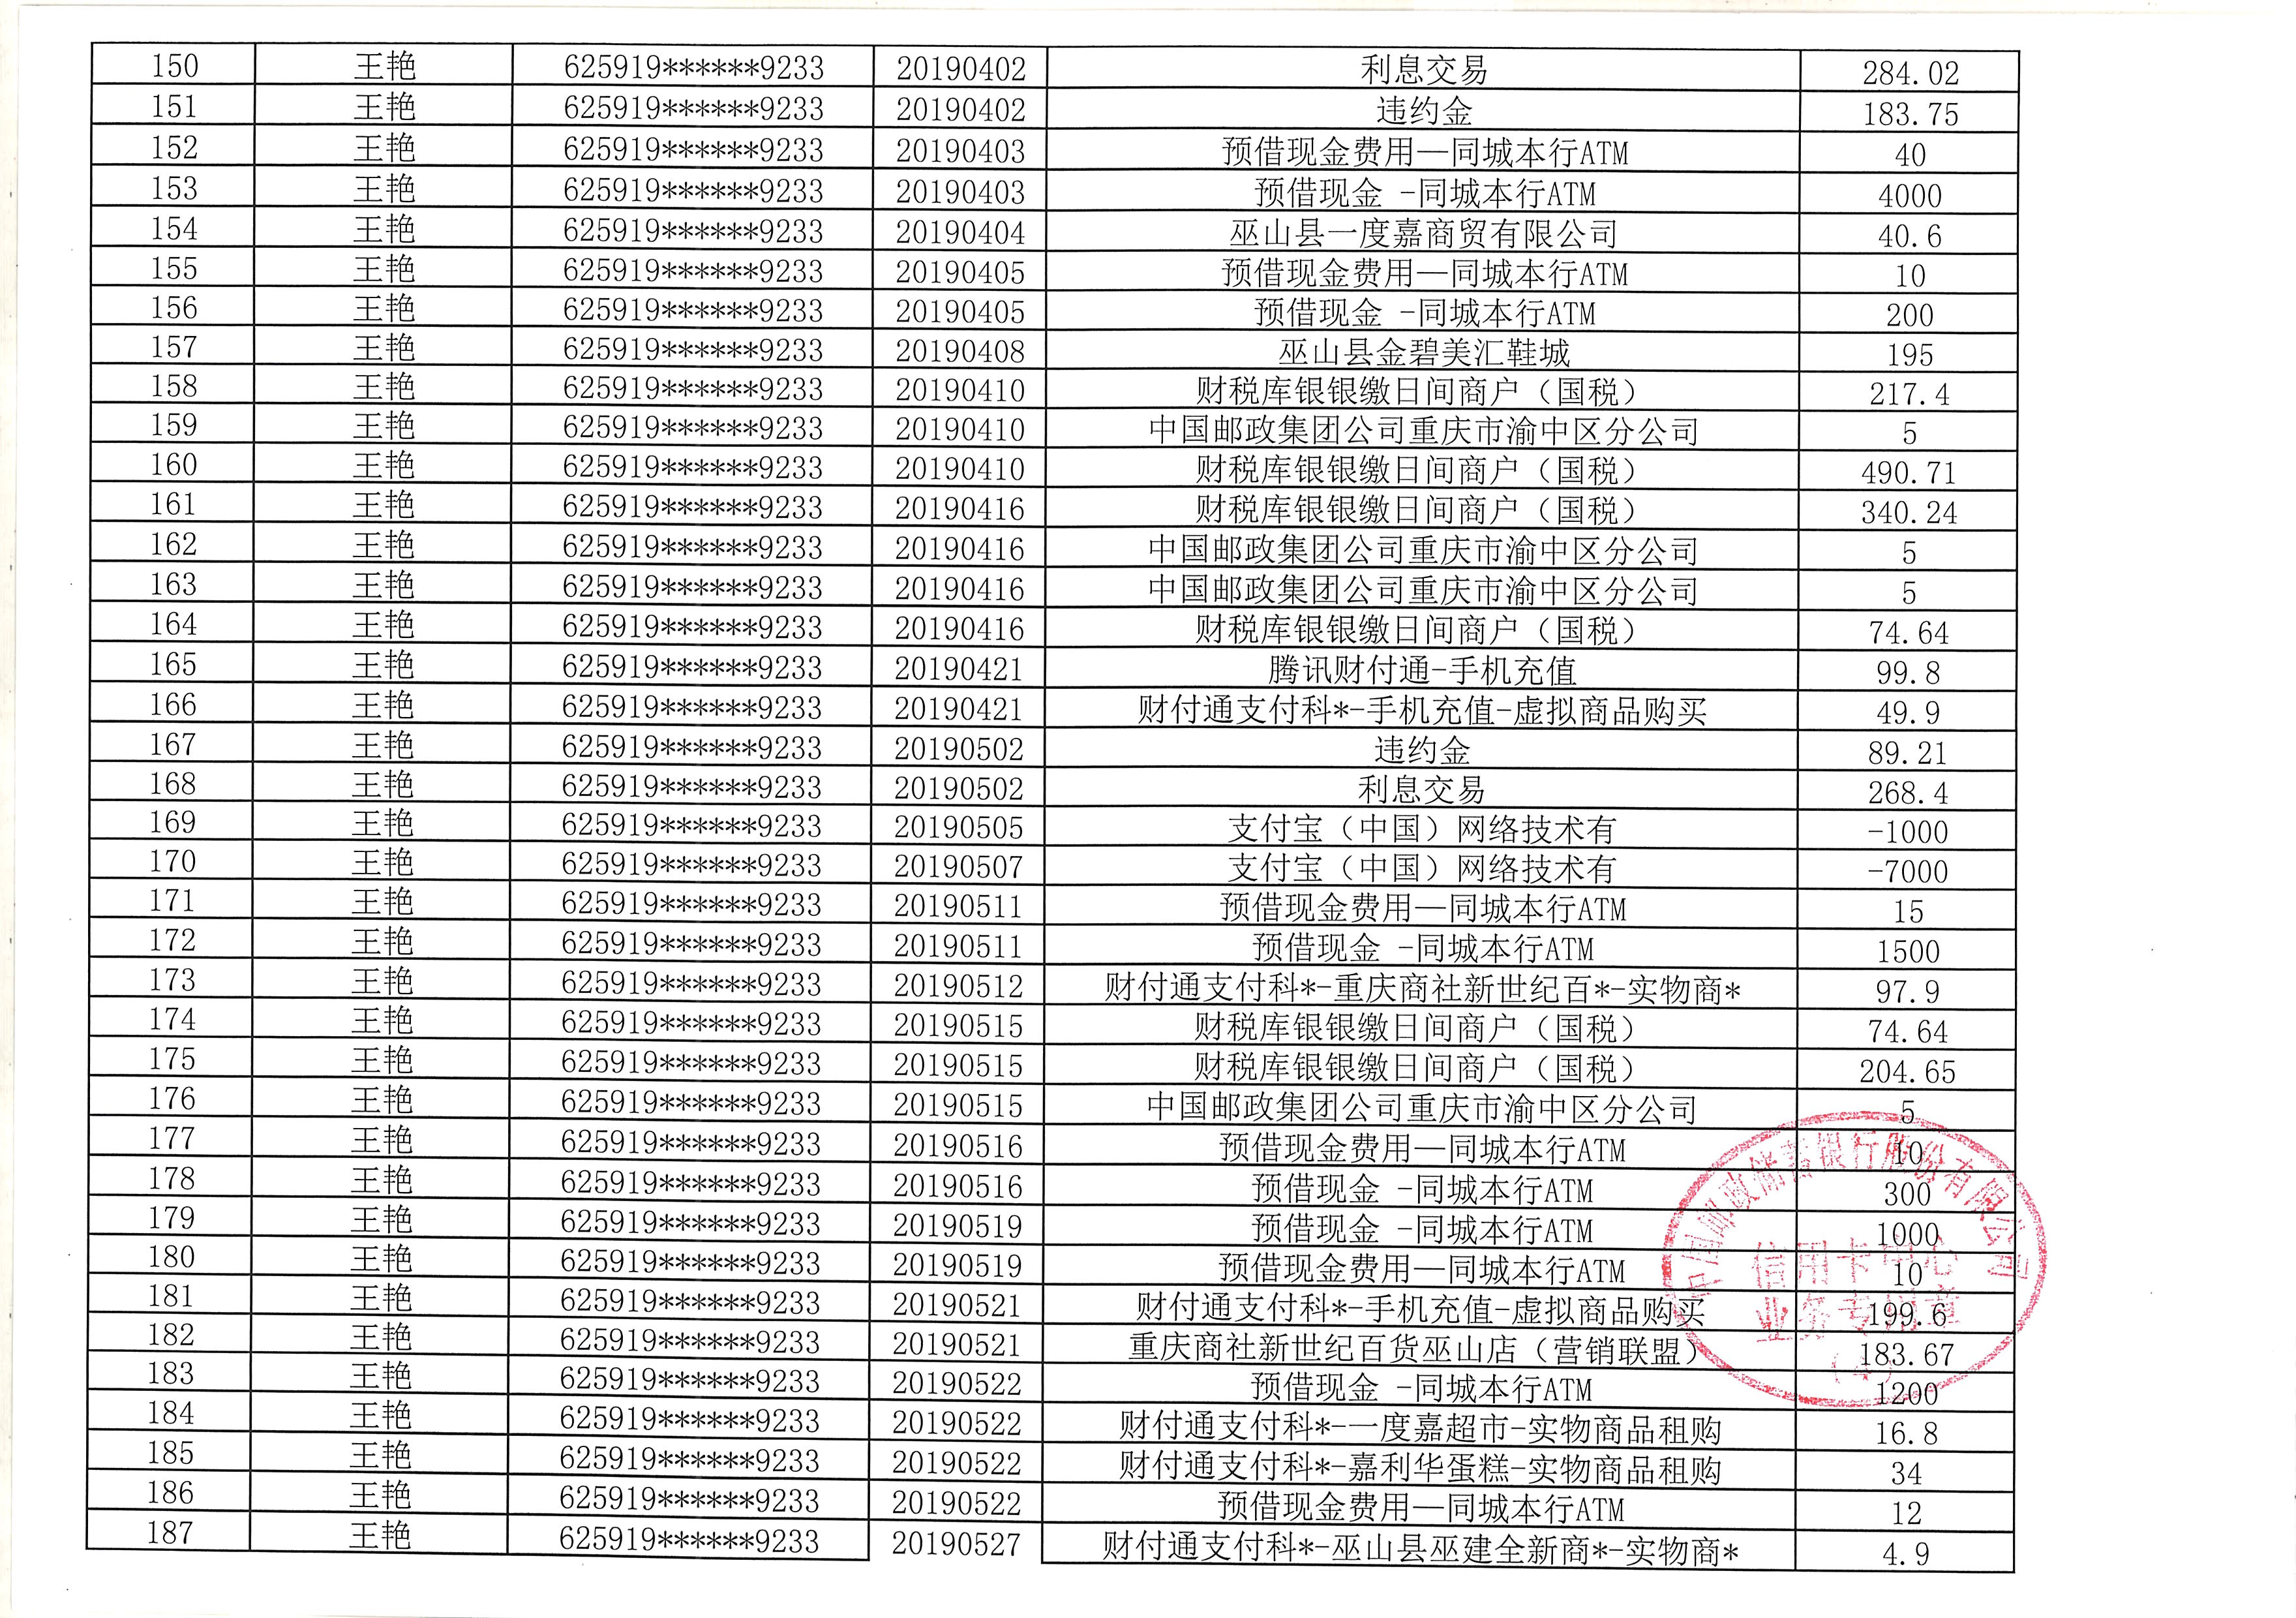 150 王艳 625919******9233 20190402 利息交易 284.02
151 王艳 625919******9233 20190402 违约金 183.75
152 王艳 625919******9233 20190403 预借现金费用—同城本行ATM 40
153 王艳 625919******9233 20190403 预借现金 -同城本行ATM 4000
154 王艳 625919******9233 20190404 巫山县一度嘉商贸有限公司 40.6
155 王艳 625919******9233 20190405 预借现金费用—同城本行ATM 10
156 王艳 625919******9233 20190405 预借现金 -同城本行ATM 200
157 王艳 625919******9233 20190408 巫山县金碧美汇鞋城 195
158 王艳 625919******9233 20190410 财税库银银缴日间商户（国税） 217.4
159 王艳 625919******9233 20190410 中国邮政集团公司重庆市渝中区分公司 5
160 王艳 625919******9233 20190410 财税库银银缴日间商户（国税） 490.71
161 王艳 625919******9233 20190416 财税库银银缴日间商户（国税） 340.24
162 王艳 625919******9233 20190416 中国邮政集团公司重庆市渝中区分公司 5
163 王艳 625919******9233 20190416 中国邮政集团公司重庆市渝中区分公司 5
164 王艳 625919******9233 20190416 财税库银银缴日间商户（国税） 74.64
165 王艳 625919******9233 20190421 腾讯财付通-手机充值 99.8
166 王艳 625919******9233 20190421 财付通支付科*-手机充值-虚拟商品购买 49.9
167 王艳 625919******9233 20190502 违约金 89.21
168 王艳 625919******9233 20190502 利息交易 268.4
169 王艳 625919******9233 20190505 支付宝（中国）网络技术有 -1000
170 王艳 625919******9233 20190507 支付宝（中国）网络技术有 -7000
171 王艳 625919******9233 20190511 预借现金费用—同城本行ATM 15
172 王艳 625919******9233 20190511 预借现金 -同城本行ATM 1500
173 王艳 625919******9233 20190512 财付通支付科*-重庆商社新世纪百*-实物商* 97.9
174 王艳 625919******9233 20190515 财税库银银缴日间商户（国税） 74.64
175 王艳 625919******9233 20190515 财税库银银缴日间商户（国税） 204.65
176 王艳 625919******9233 20190515 中国邮政集团公司重庆市渝中区分公司 5
177 王艳 625919******9233 20190516 预借现金费用—同城本行ATM 10
178 王艳 625919******9233 20190516 预借现金 -同城本行ATM 300
179 王艳 625919******9233 20190519 预借现金 -同城本行ATM 1000
180 王艳 625919******9233 20190519 预借现金费用—同城本行ATM 10
181 王艳 625919******9233 20190521 财付通支付科*-手机充值-虚拟商品购买 199.6
182 王艳 625919******9233 20190521 重庆商社新世纪百货巫山店（营销联盟） 183.67
183 王艳 625919******9233 20190522 预借现金 -同城本行ATM 1200
184 王艳 625919******9233 20190522 财付通支付科*-一度嘉超市-实物商品租购 16.8
185 王艳 625919******9233 20190522 财付通支付科*-嘉利华蛋糕-实物商品租购 34
186 王艳 625919******9233 20190522 预借现金费用—同城本行ATM 12
187 王艳 625919******9233 20190527 财付通支付科*-巫山县巫建全新商*-实物商* 4.9
中国邮政储蓄银行股份有限公司
信用卡中心
业务专用章
(4)